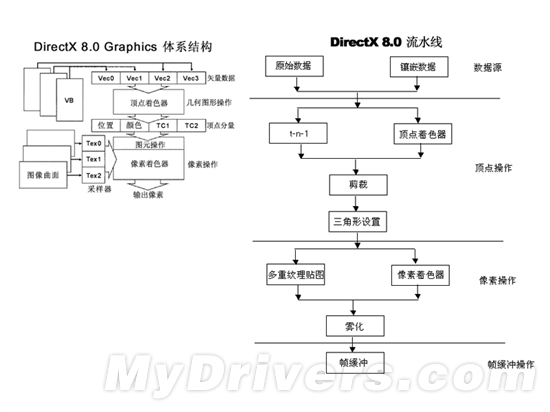 DirectX 8.0 Graphics 体系结构
Vec0 Vec1 Vec2 Vec3 矢量数据
VB
顶点着色器 几何图形操作
位置 颜色 TC1 TC2 顶点分量
图元操作
Tex0
像素着色器 像素操作
Tex1
图像曲面
Tex2
采样器 输出像素
DirectX 8.0 流水线
原始数据 镶嵌数据 数据源
t-n-1 顶点着色器
顶点操作
剪裁
三角形设置
多重纹理贴图 像素着色器 像素操作
雾化
帧缓冲 帧缓冲操作
MyDrivers.com